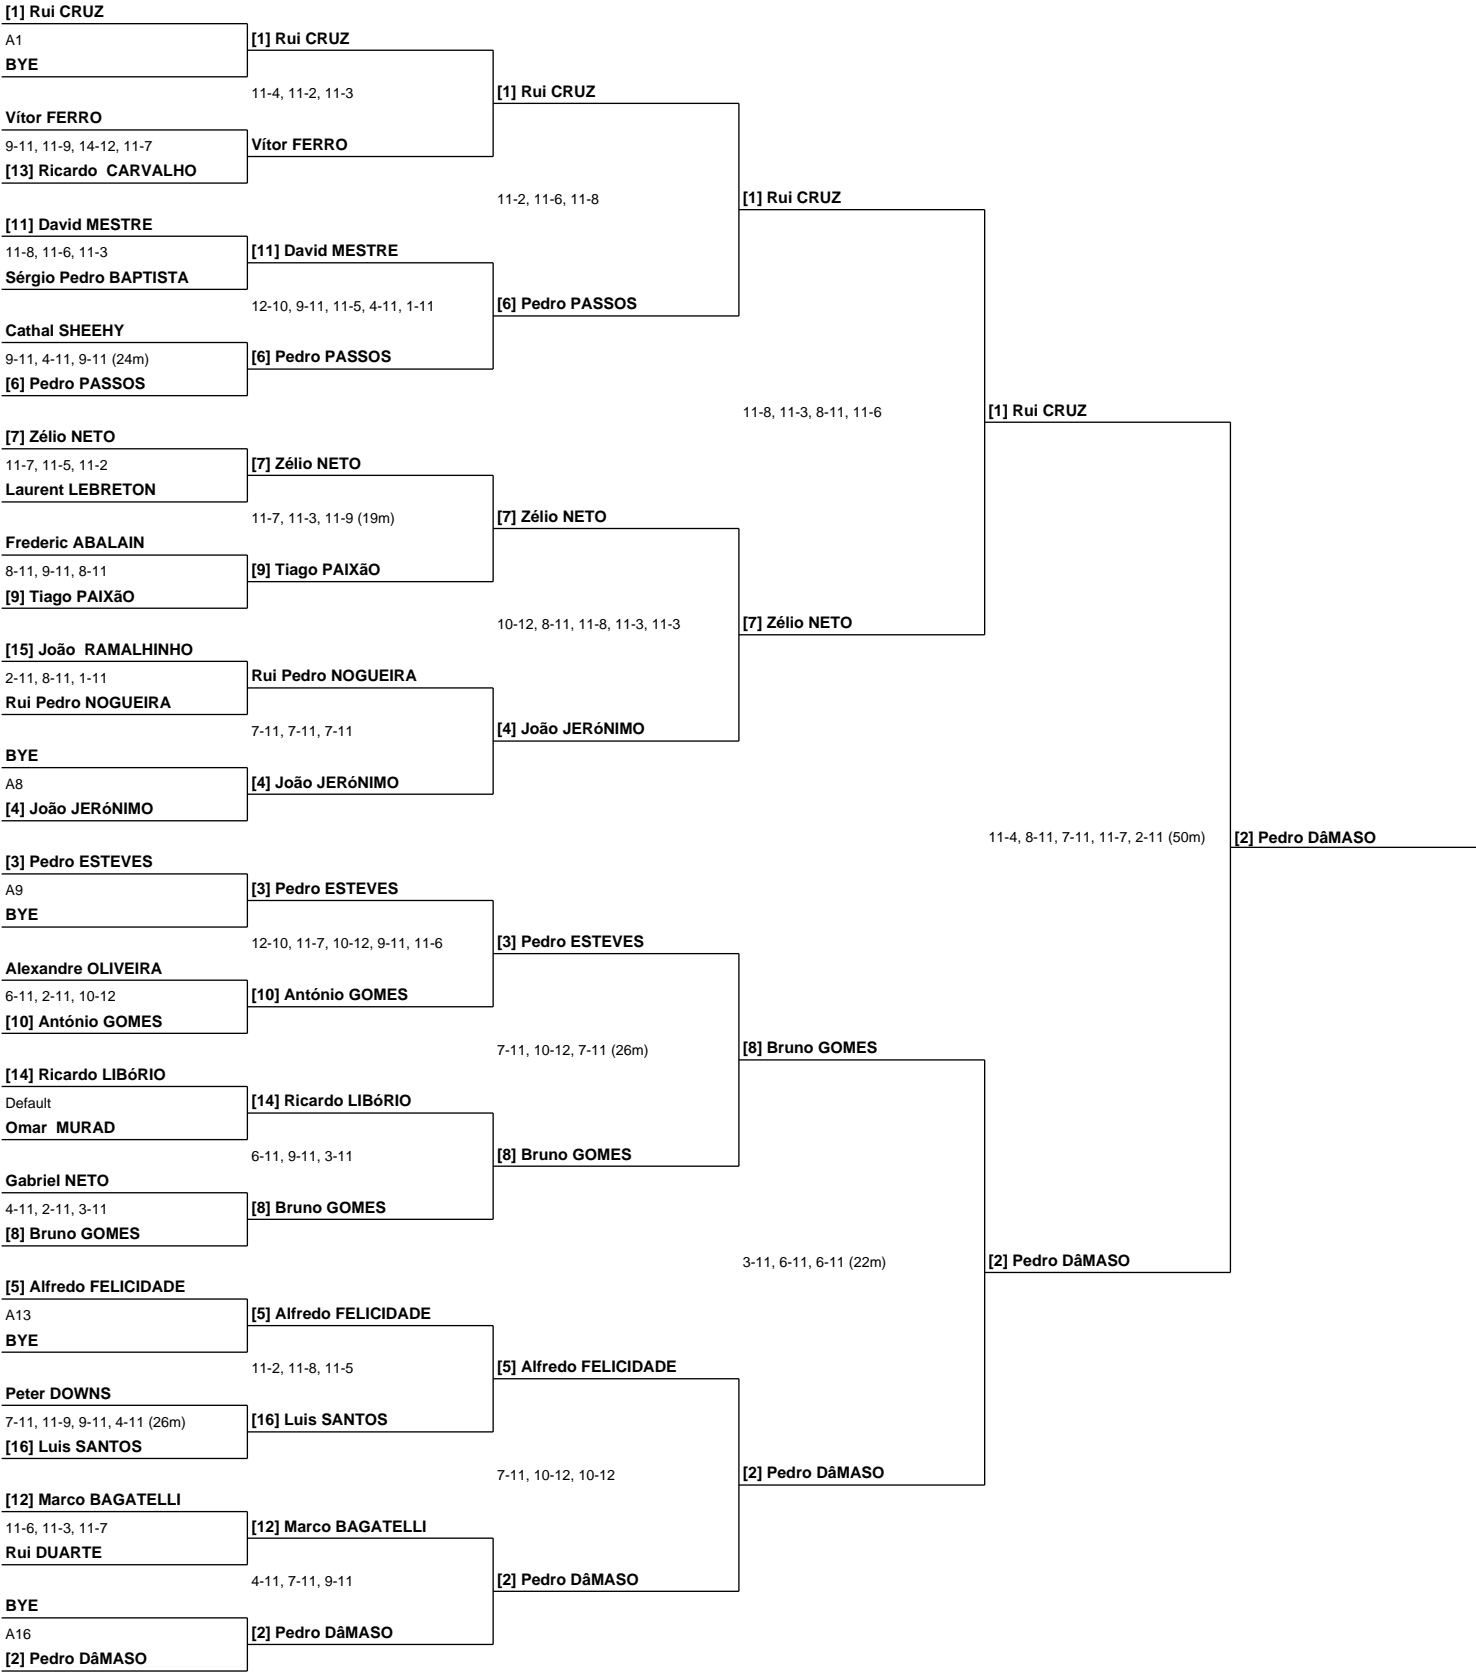 [1] Rui CRUZ
A1
BYE
[1] Rui CRUZ
11-4, 11-2, 11-3
[1] Rui CRUZ
Vítor FERRO
9-11, 11-9, 14-12, 11-7
[13] Ricardo  CARVALHO
Vítor FERRO
11-2, 11-6, 11-8
[1] Rui CRUZ
[11] David MESTRE
11-8, 11-6, 11-3
Sérgio Pedro BAPTISTA
[11] David MESTRE
12-10, 9-11, 11-5, 4-11, 1-11
[6] Pedro PASSOS
Cathal SHEEHY
9-11, 4-11, 9-11 (24m)
[6] Pedro PASSOS
[6] Pedro PASSOS
11-8, 11-3, 8-11, 11-6
[1] Rui CRUZ
[7] Zélio NETO
11-7, 11-5, 11-2
Laurent LEBRETON
[7] Zélio NETO
11-7, 11-3, 11-9 (19m)
[7] Zélio NETO
Frederic ABALAIN
8-11, 9-11, 8-11
[9] Tiago PAIXãO
[9] Tiago PAIXãO
10-12, 8-11, 11-8, 11-3, 11-3
[7] Zélio NETO
[15] João  RAMALHINHO
2-11, 8-11, 1-11
Rui Pedro NOGUEIRA
Rui Pedro NOGUEIRA
7-11, 7-11, 7-11
[4] João JERóNIMO
BYE
A8
[4] João JERóNIMO
[4] João JERóNIMO
11-4, 8-11, 7-11, 11-7, 2-11 (50m)
[2] Pedro DâMASO
[3] Pedro ESTEVES
A9
BYE
[3] Pedro ESTEVES
12-10, 11-7, 10-12, 9-11, 11-6
[3] Pedro ESTEVES
Alexandre OLIVEIRA
6-11, 2-11, 10-12
[10] António GOMES
[10] António GOMES
7-11, 10-12, 7-11 (26m)
[8] Bruno GOMES
[14] Ricardo LIBóRIO
Default
Omar  MURAD
[14] Ricardo LIBóRIO
6-11, 9-11, 3-11
[8] Bruno GOMES
Gabriel NETO
4-11, 2-11, 3-11
[8] Bruno GOMES
[8] Bruno GOMES
3-11, 6-11, 6-11 (22m)
[2] Pedro DâMASO
[5] Alfredo FELICIDADE
A13
BYE
[5] Alfredo FELICIDADE
11-2, 11-8, 11-5
[5] Alfredo FELICIDADE
Peter DOWNS
7-11, 11-9, 9-11, 4-11 (26m)
[16] Luis SANTOS
[16] Luis SANTOS
7-11, 10-12, 10-12
[2] Pedro DâMASO
[12] Marco BAGATELLI
11-6, 11-3, 11-7
Rui DUARTE
[12] Marco BAGATELLI
4-11, 7-11, 9-11
[2] Pedro DâMASO
BYE
A16
[2] Pedro DâMASO
[2] Pedro DâMASO